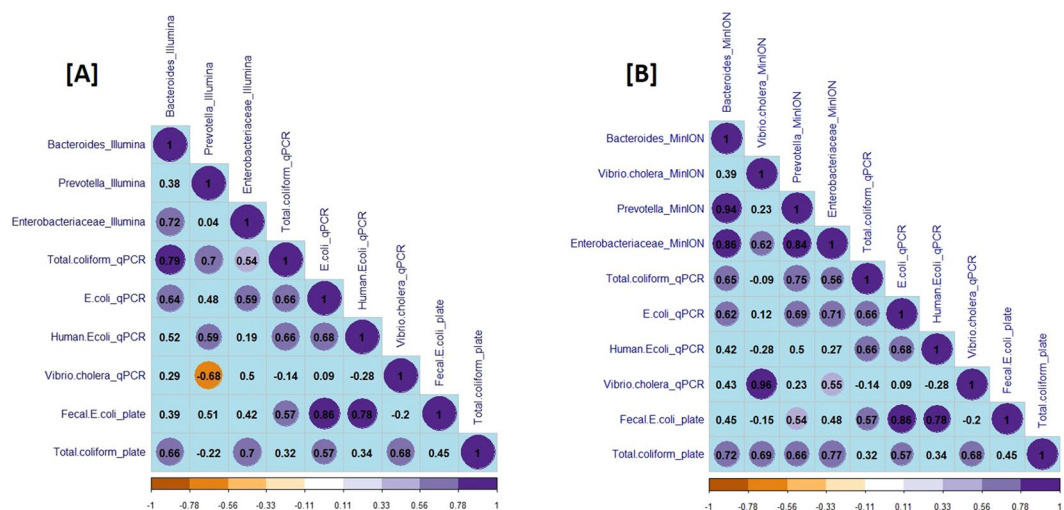 [A]
Bacteroides_Illumina
Prevotella_Illumina
Enterobacteriaceae_Illumina
Total.coliform_qPCR
E.coli_qPCR
Human.Ecoli_qPCR
Vibrio.cholera_qPCR
Fecal.E.coli_plate
Total.coliform_plate
Bacteroides_Illumina 1
Prevotella_Illumina 0.38 1
Enterobacteriaceae_Illumina 0.72 0.04 1
Total.coliform_qPCR 0.79 0.7 0.54 1
E.coli_qPCR 0.64 0.48 0.59 0.66 1
Human.Ecoli_qPCR 0.52 0.59 0.19 0.66 0.68 1
Vibrio.cholera_qPCR 0.29 -0.68 0.5 -0.14 0.09 -0.28 1
Fecal.E.coli_plate 0.39 0.51 0.42 0.57 0.86 0.78 -0.2 1
Total.coliform_plate 0.66 -0.22 0.7 0.32 0.57 0.34 0.68 0.45 1
-1 -0.78 -0.56 -0.33 -0.11 0.11 0.33 0.56 0.78 1
[B]
Bacteroides_MinION
Vibrio.cholera_MinION
Prevotella_MinION
Enterobacteriaceae_MinION
Total.coliform_qPCR
E.coli_qPCR
Human.Ecoli_qPCR
Vibrio.cholera_qPCR
Fecal.E.coli_plate
Total.coliform_plate
Bacteroides_MinION 1
Vibrio.cholera_MinION 0.39 1
Prevotella_MinION 0.94 0.23 1
Enterobacteriaceae_MinION 0.86 0.62 0.84 1
Total.coliform_qPCR 0.65 -0.09 0.75 0.56 1
E.coli_qPCR 0.62 0.12 0.69 0.71 0.66 1
Human.Ecoli_qPCR 0.42 -0.28 0.5 0.27 0.66 0.68 1
Vibrio.cholera_qPCR 0.43 0.96 0.23 0.55 -0.14 0.09 -0.28 1
Fecal.E.coli_plate 0.45 -0.15 0.54 0.48 0.57 0.86 0.78 -0.2 1
Total.coliform_plate 0.72 0.69 0.66 0.77 0.32 0.57 0.34 0.68 0.45 1
-1 -0.78 -0.56 -0.33 -0.11 0.11 0.33 0.56 0.78 1